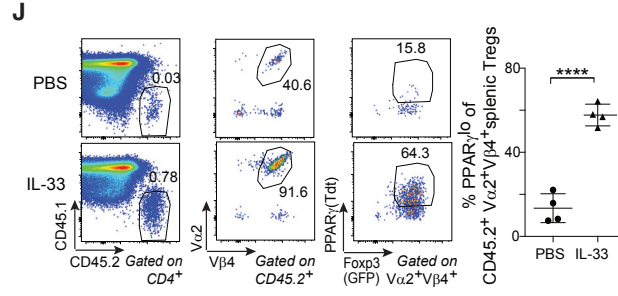 J
PBS
0.03
40.6
15.8
IL-33
0.78
91.6
64.3
CD45.1
CD45.2
Gated on
CD4⁺
Vα2
Vβ4
Gated on
CD45.2⁺
PPARγ(Tdt)
Foxp3
(GFP)
Gated on
Vα2⁺Vβ4⁺
% PPARγˡᵒ of
CD45.2⁺ Vα2⁺Vβ4⁺splenic Tregs
80
40
0
****
PBS
IL-33